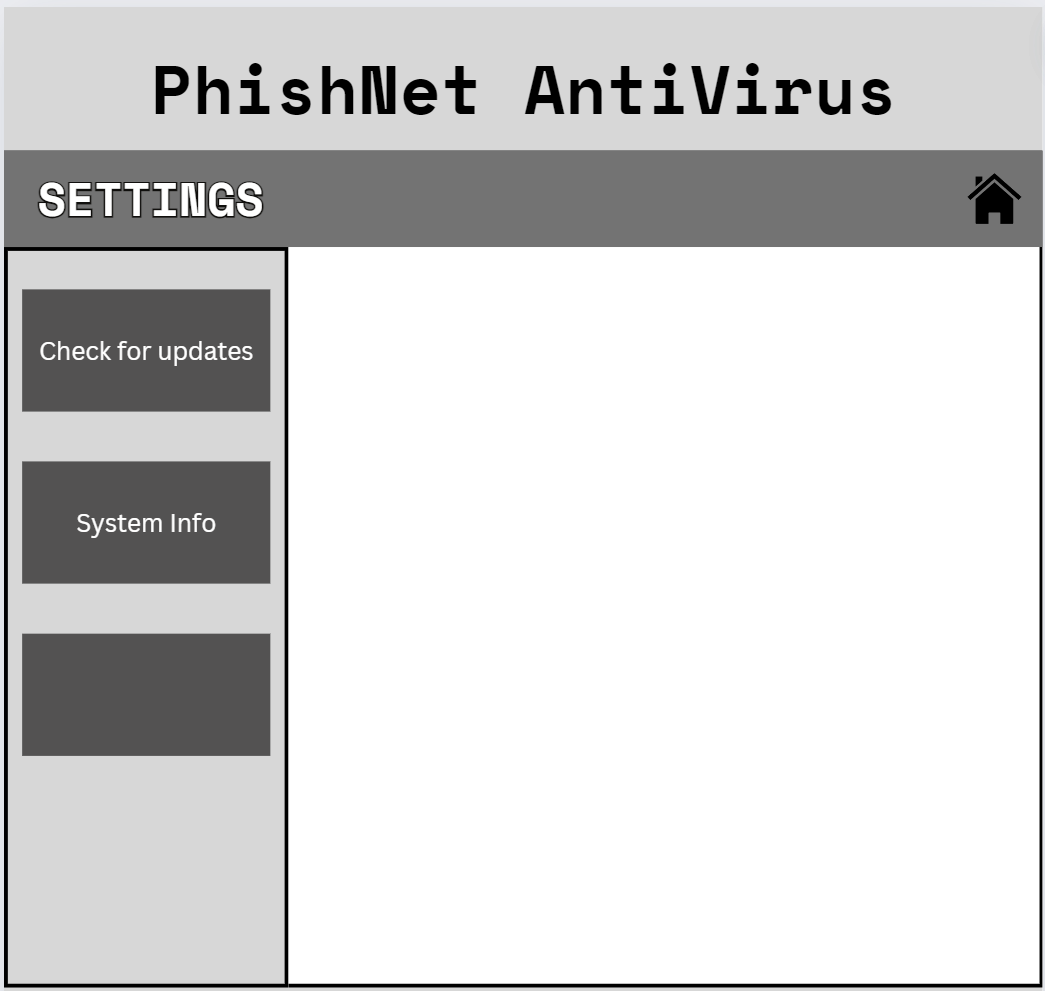 PhishNet AntiVirus
SETTINGS
Check for updates
System Info